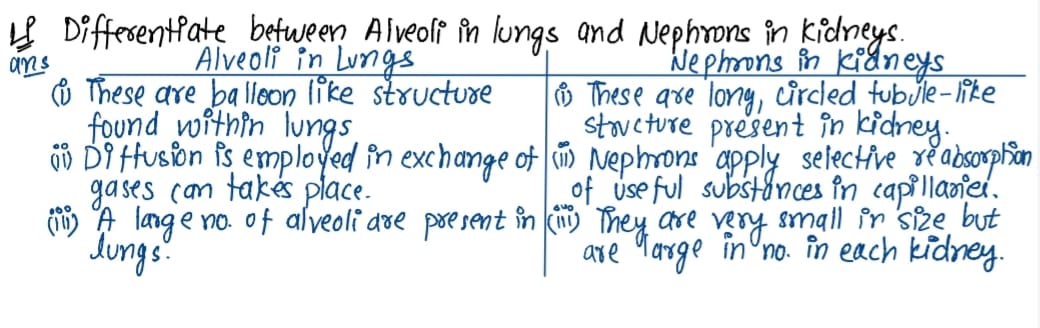 Q Differentiate between Alveoli in lungs and Nephrons in kidneys.
ans
Alveoli in Lungs
(i) These are balloon like structure
found within lungs
(ii) Diffusion is employed in exchange of
gases can takes place.
(iii) A large no. of alveoli are present in
lungs.
Nephrons in kidneys
(i) These are long, circled tubule-like
structure present in kidney.
(ii) Nephrons apply selective reabsorption
of useful substances in capillaries.
(iii) They are very small in size but
are large in no. in each kidney.